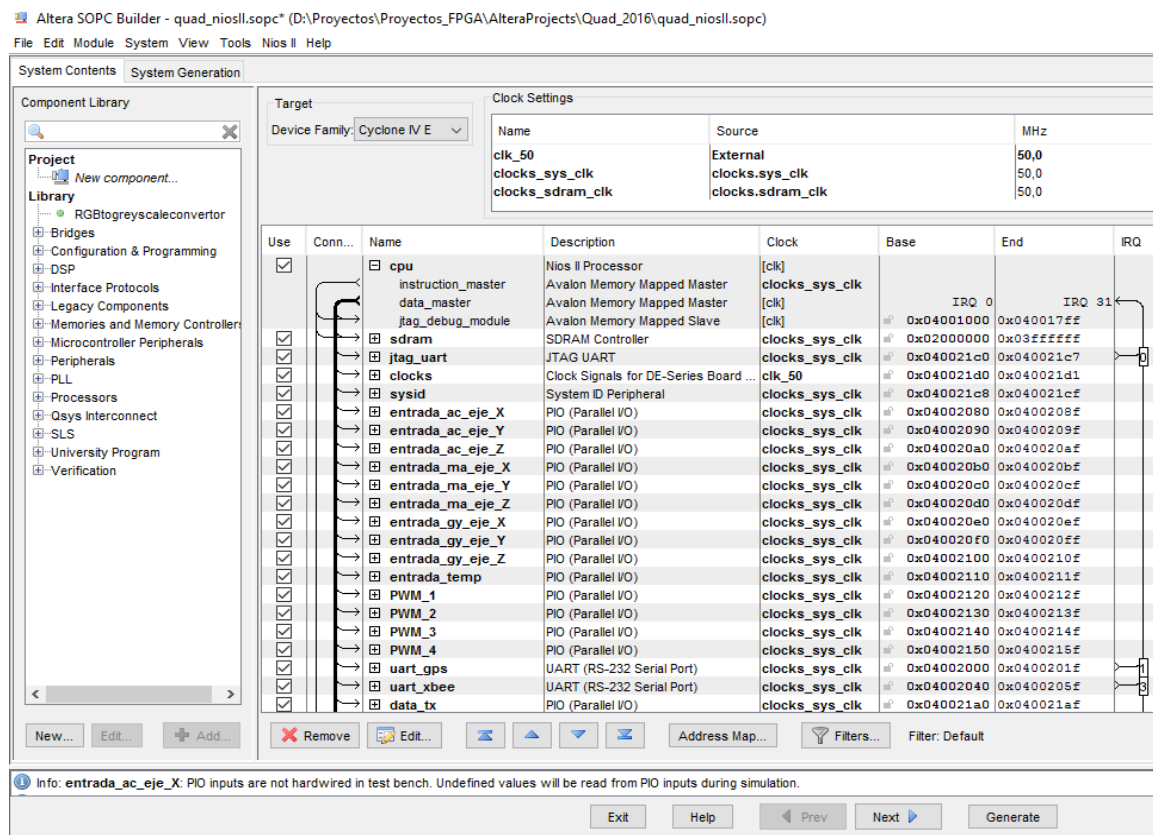 Altera SOPC Builder - quad_niosII.sopc* (D:\Proyectos\Proyectos_FPGA\AlteraProjects\Quad_2016\quad_niosII.sopc)
File Edit Module System View Tools Nios II Help
System Contents System Generation
Component Library
Project
New component...
Library
RGBtogreyscaleconvertor
Bridges
Configuration & Programming
DSP
Interface Protocols
Legacy Components
Memories and Memory Controllers
Microcontroller Peripherals
Peripherals
PLL
Processors
Qsys Interconnect
SLS
University Program
Verification
New... Edit... Add...
Target
Device Family: Cyclone IV E
Clock Settings
Name Source MHz
clk_50 External 50,0
clocks_sys_clk clocks.sys_clk 50,0
clocks_sdram_clk clocks.sdram_clk 50,0
Use Conn... Name Description Clock Base End IRQ
cpu Nios II Processor [clk]
instruction_master Avalon Memory Mapped Master clocks_sys_clk
data_master Avalon Memory Mapped Master [clk] IRQ 0 IRQ 31
jtag_debug_module Avalon Memory Mapped Slave [clk] 0x04001000 0x040017ff
sdram SDRAM Controller clocks_sys_clk 0x02000000 0x03ffffff
jtag_uart JTAG UART clocks_sys_clk 0x040021c0 0x040021c7 0
clocks Clock Signals for DE-Series Board ... clk_50 0x040021d0 0x040021d1
sysid System ID Peripheral clocks_sys_clk 0x040021c8 0x040021cf
entrada_ac_eje_X PIO (Parallel I/O) clocks_sys_clk 0x04002080 0x0400208f
entrada_ac_eje_Y PIO (Parallel I/O) clocks_sys_clk 0x04002090 0x0400209f
entrada_ac_eje_Z PIO (Parallel I/O) clocks_sys_clk 0x040020a0 0x040020af
entrada_ma_eje_X PIO (Parallel I/O) clocks_sys_clk 0x040020b0 0x040020bf
entrada_ma_eje_Y PIO (Parallel I/O) clocks_sys_clk 0x040020c0 0x040020cf
entrada_ma_eje_Z PIO (Parallel I/O) clocks_sys_clk 0x040020d0 0x040020df
entrada_gy_eje_X PIO (Parallel I/O) clocks_sys_clk 0x040020e0 0x040020ef
entrada_gy_eje_Y PIO (Parallel I/O) clocks_sys_clk 0x040020f0 0x040020ff
entrada_gy_eje_Z PIO (Parallel I/O) clocks_sys_clk 0x04002100 0x0400210f
entrada_temp PIO (Parallel I/O) clocks_sys_clk 0x04002110 0x0400211f
PWM_1 PIO (Parallel I/O) clocks_sys_clk 0x04002120 0x0400212f
PWM_2 PIO (Parallel I/O) clocks_sys_clk 0x04002130 0x0400213f
PWM_3 PIO (Parallel I/O) clocks_sys_clk 0x04002140 0x0400214f
PWM_4 PIO (Parallel I/O) clocks_sys_clk 0x04002150 0x0400215f
uart_gps UART (RS-232 Serial Port) clocks_sys_clk 0x04002000 0x0400201f 1
uart_xbee UART (RS-232 Serial Port) clocks_sys_clk 0x04002040 0x0400205f 3
data_tx PIO (Parallel I/O) clocks_sys_clk 0x040021a0 0x040021af
Remove Edit... Address Map... Filters... Filter: Default
Info: entrada_ac_eje_X: PIO inputs are not hardwired in test bench. Undefined values will be read from PIO inputs during simulation.
Exit Help Prev Next Generate